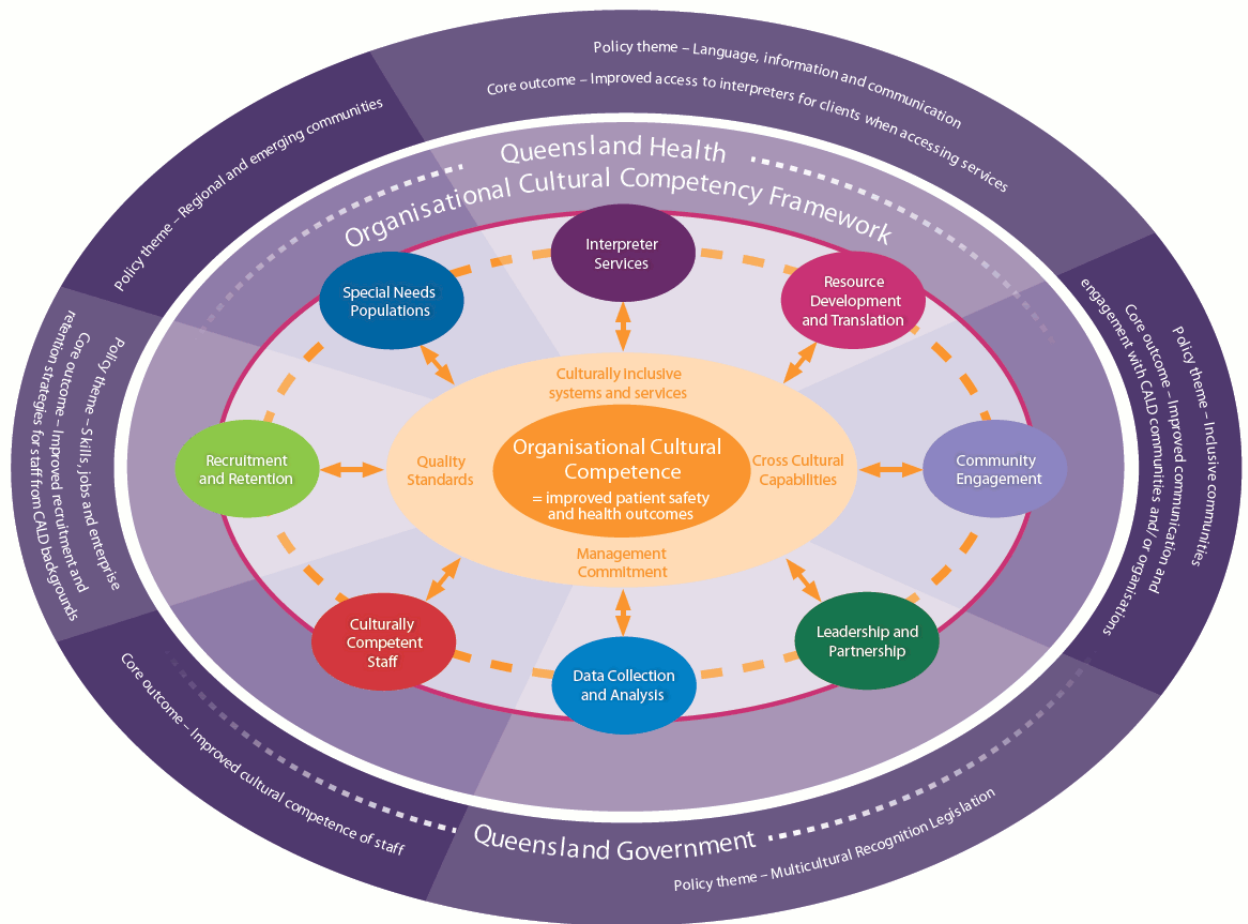 Policy theme – Language, information and communication
Core outcome – Improved access to interpreters for clients when accessing services
Policy theme – Regional and emerging communities
Policy theme – Inclusive communities
Core outcome – Improved communication and
engagement with CALD communities and/or organisations
Policy theme – Skills, jobs and enterprise
Core outcome – Improved recruitment and
retention strategies for staff from CALD backgrounds
Core outcome – Improved cultural competence of staff
Policy theme – Multicultural Recognition Legislation
Queensland Government
Queensland Health
Organisational Cultural Competency Framework
Interpreter
Services
Resource
Development
and Translation
Community
Engagement
Leadership and
Partnership
Data Collection
and Analysis
Culturally
Competent
Staff
Recruitment
and Retention
Special Needs
Populations
Culturally Inclusive
systems and services
Cross Cultural
Capabilities
Management
Commitment
Quality
Standards
Organisational Cultural
Competence
= improved patient safety
and health outcomes